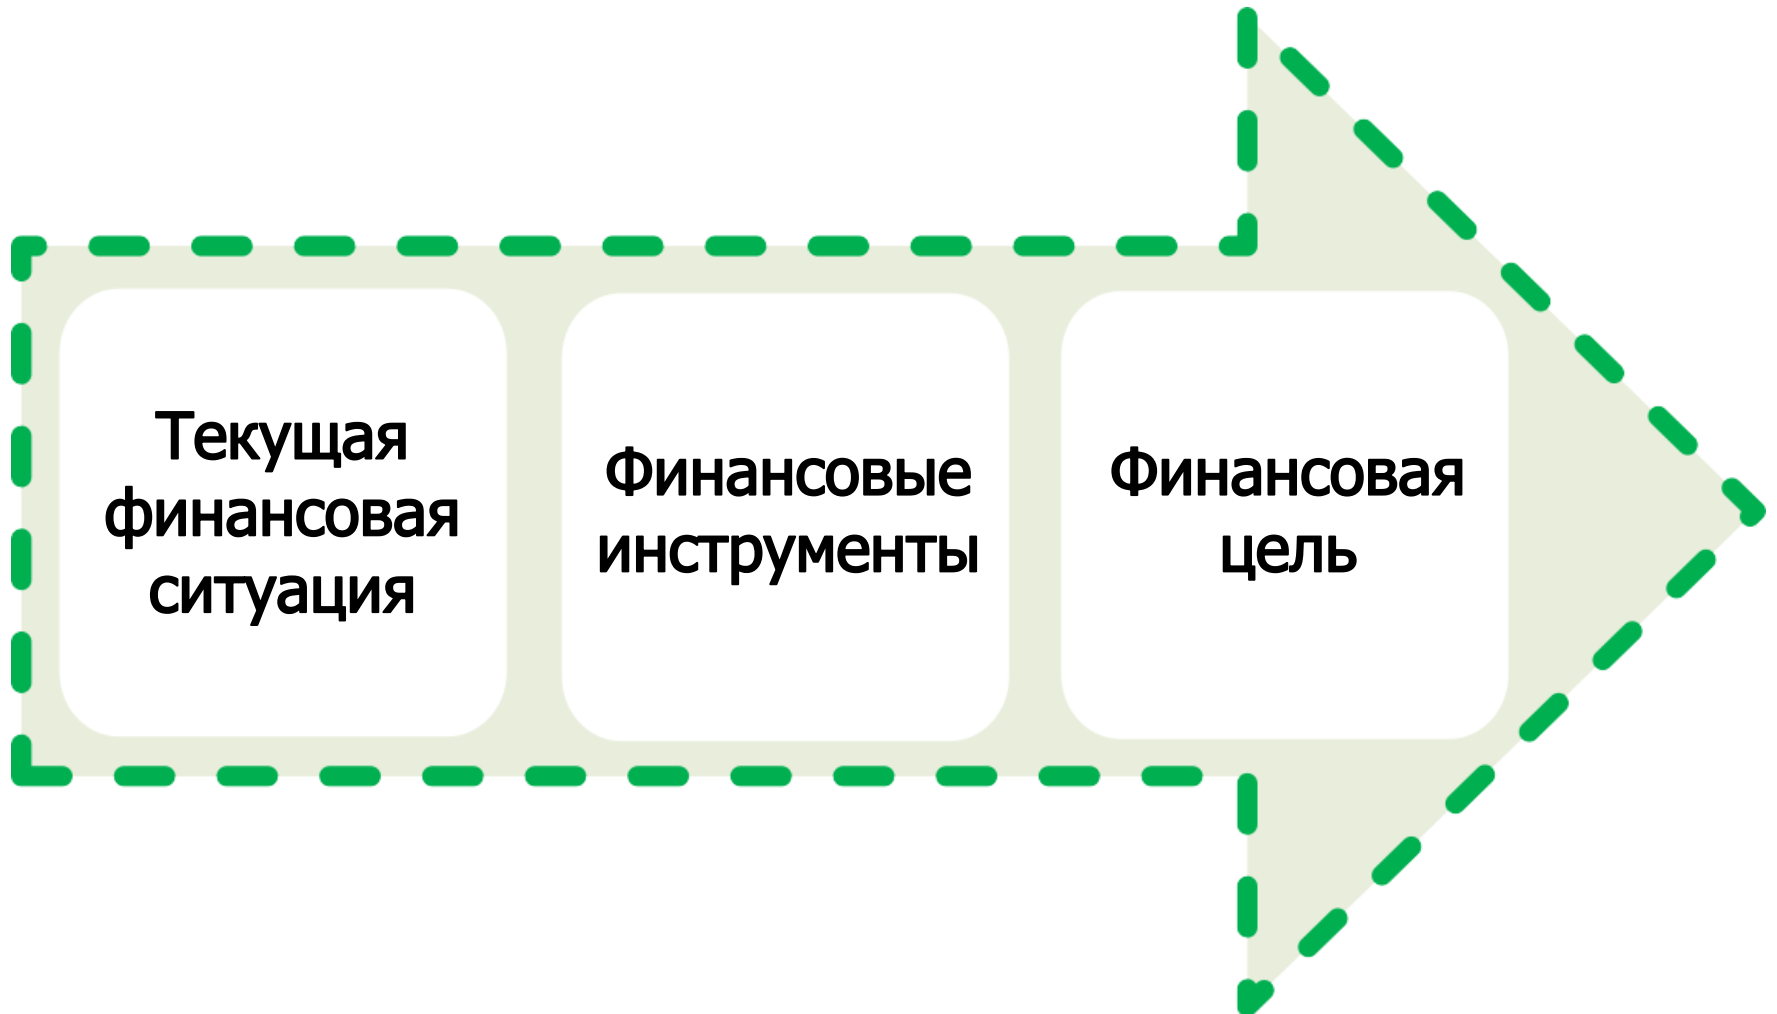 Текущая
финансовая
ситуация
Финансовые
инструменты
Финансовая
цель